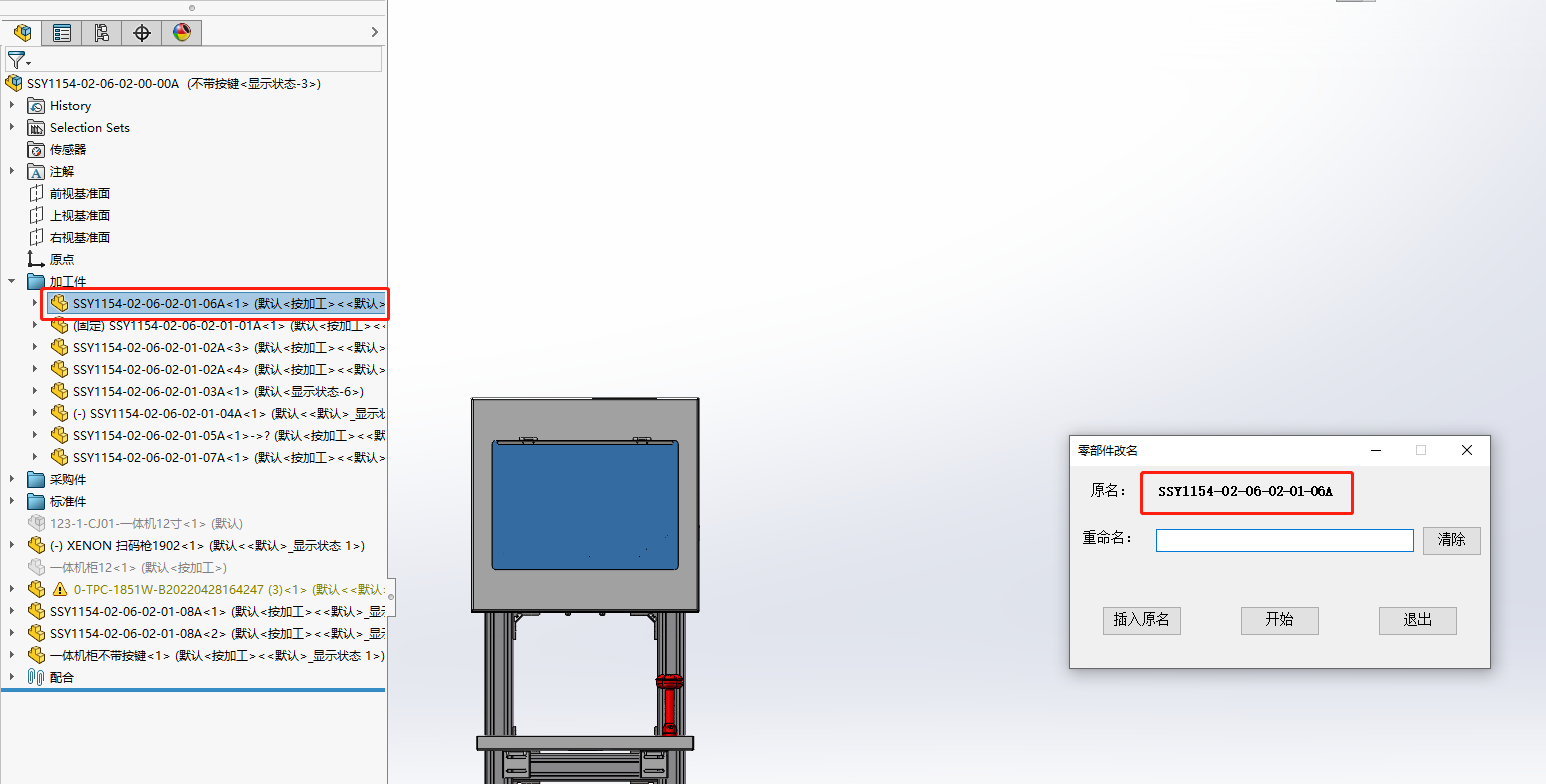 SSY1154-02-06-02-00-00A (不带按键<显示状态-3>)
History
Selection Sets
传感器
注解
前视基准面
上视基准面
右视基准面
原点
加工件
SSY1154-02-06-02-01-06A<1> (默认<按加工><<默认>
(固定) SSY1154-02-06-02-01-01A<1> (默认<按加工><<
SSY1154-02-06-02-01-02A<3> (默认<按加工><<默认>
SSY1154-02-06-02-01-02A<4> (默认<按加工><<默认>
SSY1154-02-06-02-01-03A<1> (默认<显示状态-6>)
(-) SSY1154-02-06-02-01-04A<1> (默认<<默认>_显示状
SSY1154-02-06-02-01-05A<1>->? (默认<按加工><<默
SSY1154-02-06-02-01-07A<1> (默认<按加工><<默认>
采购件
标准件
123-1-CJ01-一体机12寸<1> (默认)
(-) XENON 扫码枪1902<1> (默认<<默认>_显示状态 1>)
一体机柜12<1> (默认<按加工>)
0-TPC-1851W-B20220428164247 (3)<1> (默认<<默认>
SSY1154-02-06-02-01-08A<1> (默认<按加工><<默认>_显示
SSY1154-02-06-02-01-08A<2> (默认<按加工><<默认>_显示
一体机柜不带按键<1> (默认<按加工><<默认>_显示状态 1>)
配合
零部件改名
原名： SSY1154-02-06-02-01-06A
重命名： 清除
插入原名 开始 退出